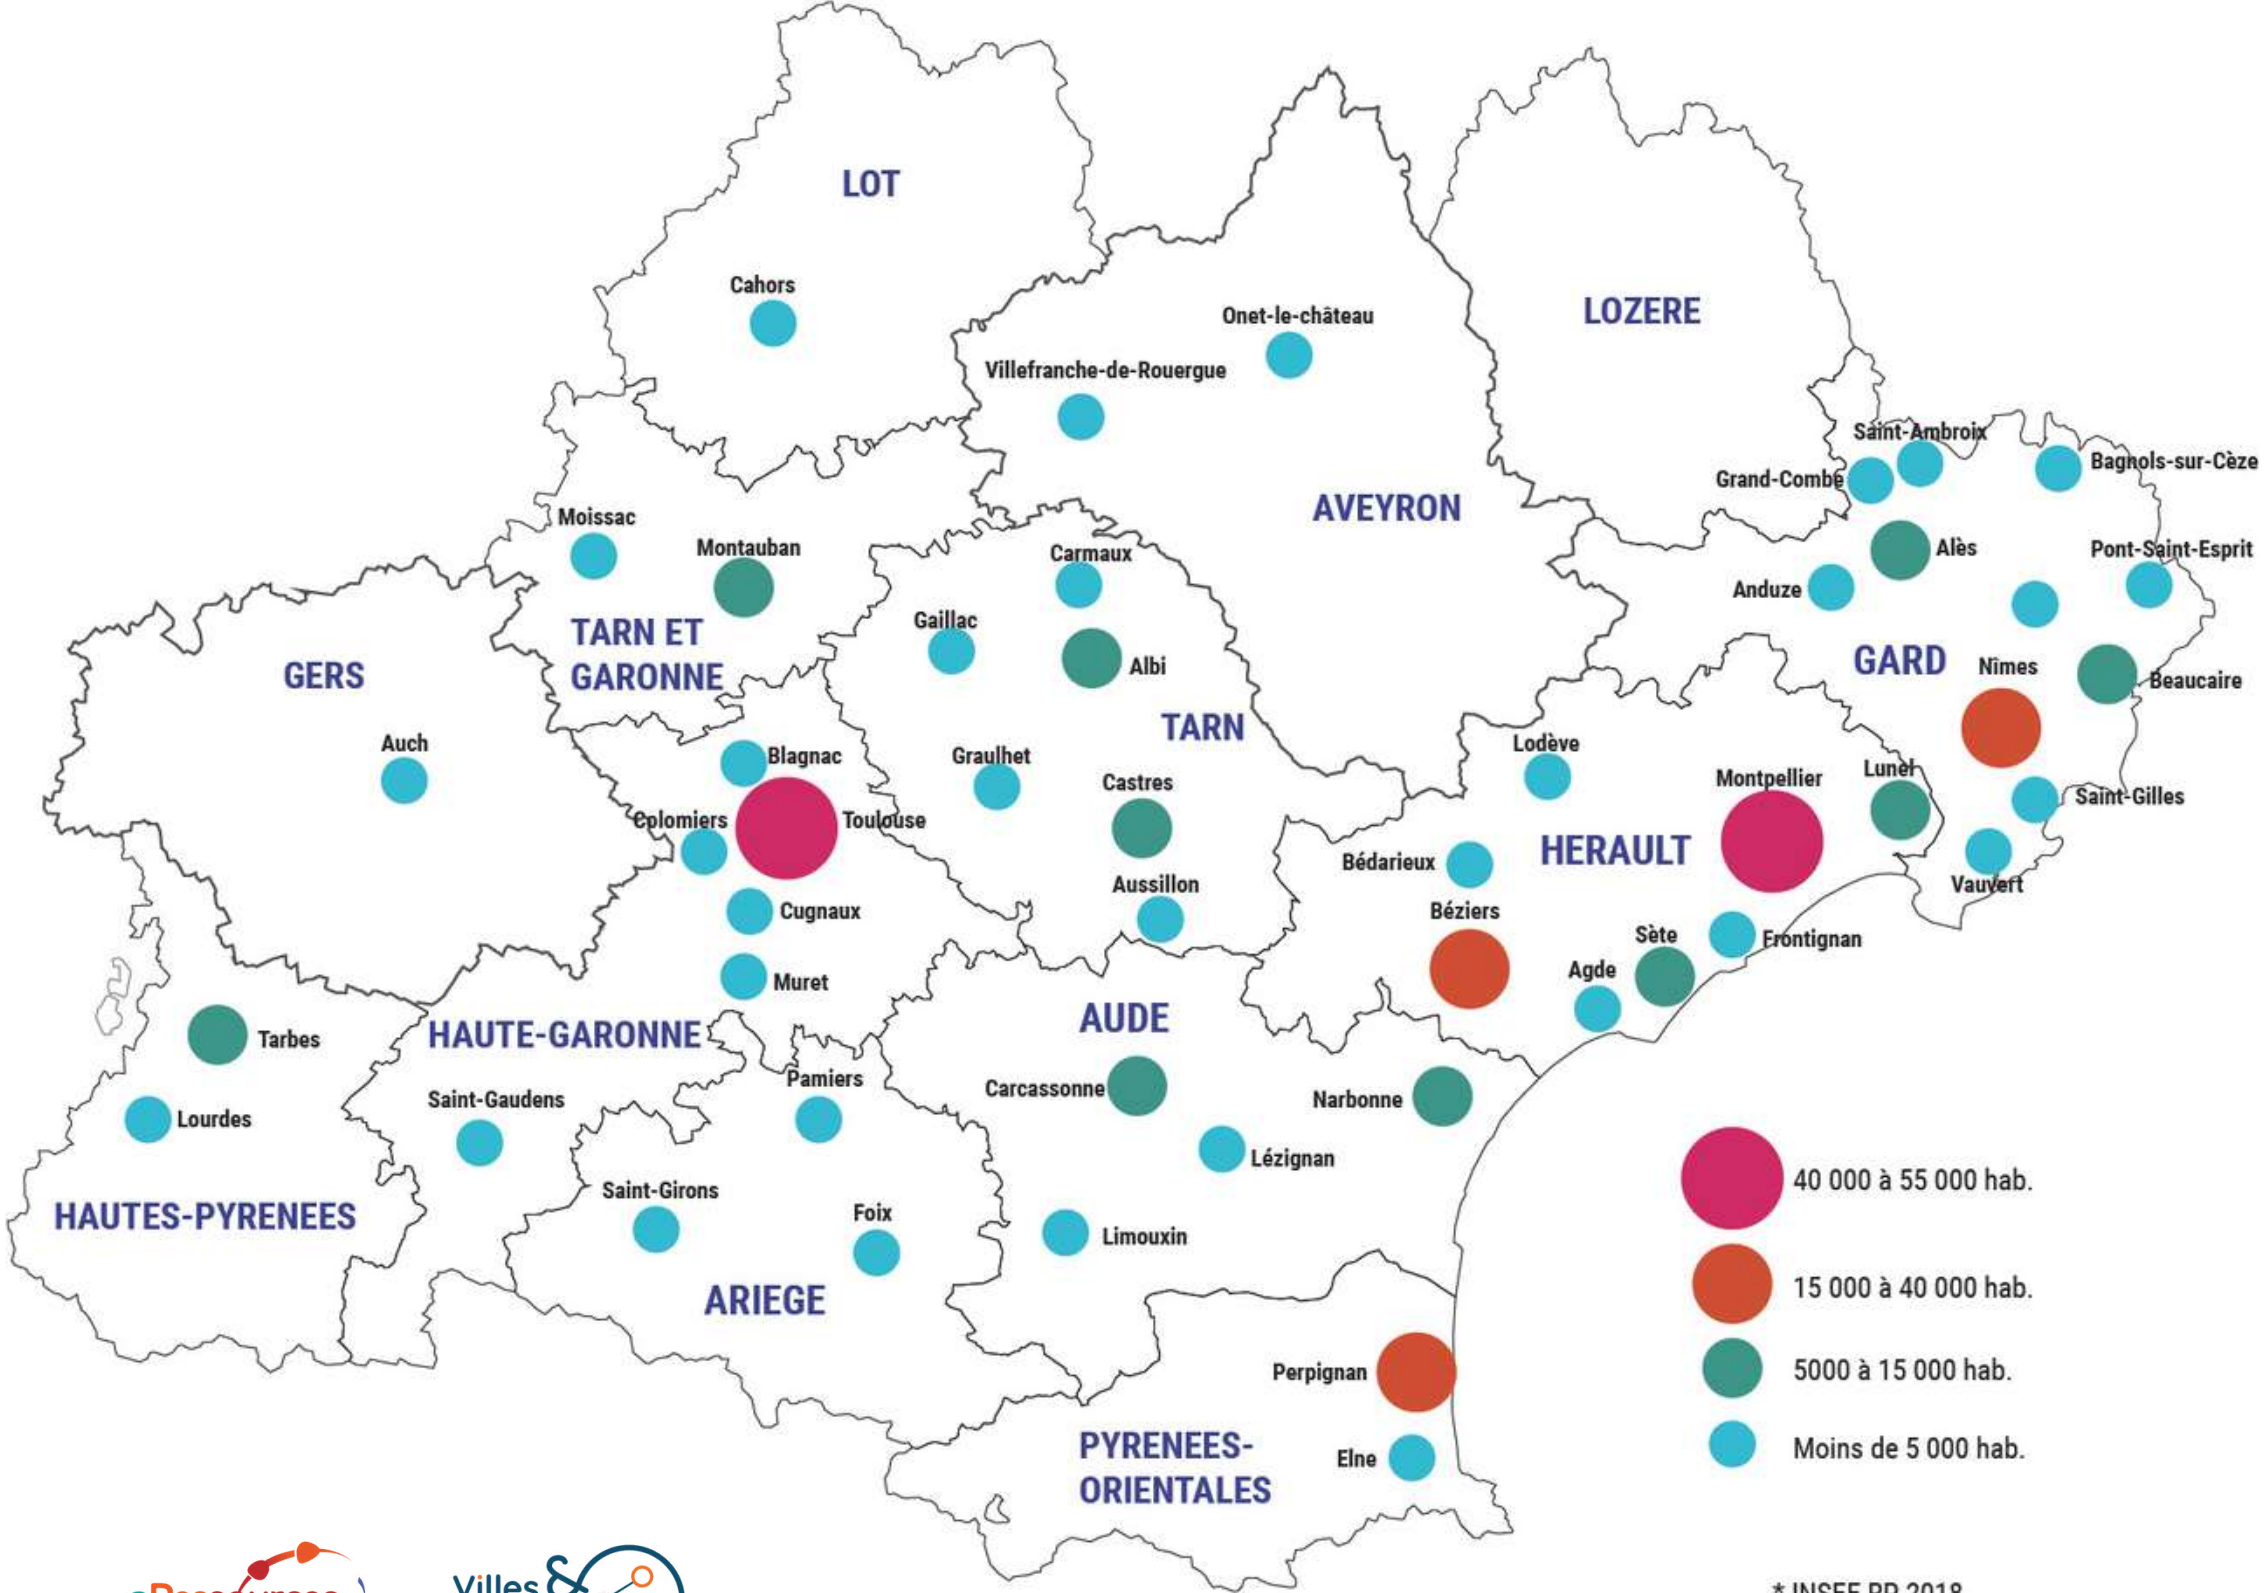 LOT
Cahors
Onet-le-château
LOZERE
Villefranche-de-Rouergue
Saint-Ambroix
Bagnols-sur-Cèze
Grand-Combe
AVEYRON
Moissac
Montauban
Carmaux
Alès
Pont-Saint-Esprit
Anduze
TARN ET
GARONNE
Gaillac
Albi
GERS
GARD
Nîmes
Beaucaire
TARN
Auch
Blagnac
Graulhet
Lodève
Castres
Montpellier
Lunel
Saint-Gilles
Colomiers
Toulouse
HERAULT
Bédarieux
Aussillon
Vauvert
Cugnaux
Béziers
Sète
Frontignan
Agde
Muret
AUDE
HAUTE-GARONNE
Tarbes
Pamiers
Carcassonne
Narbonne
Saint-Gaudens
Lourdes
Lézignan
Saint-Girons
40 000 à 55 000 hab.
HAUTES-PYRENEES
Foix
Limouxin
15 000 à 40 000 hab.
ARIEGE
Perpignan
5000 à 15 000 hab.
PYRENEES-
ORIENTALES
Elne
Moins de 5 000 hab.
Villes &
* INSEE RP 2018